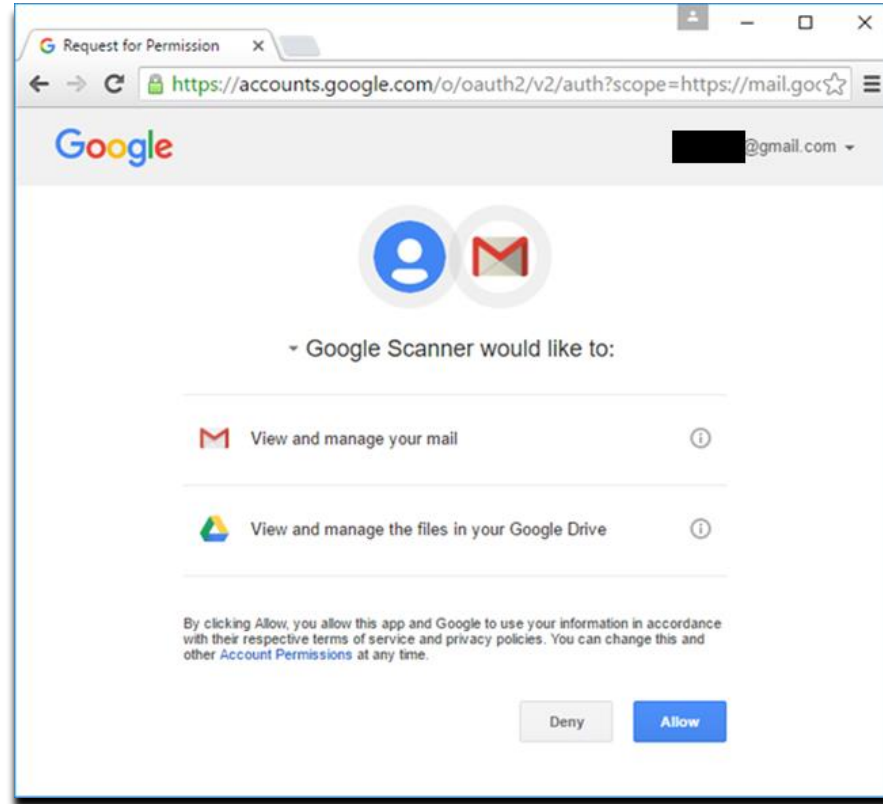 Request for Permission
https://accounts.google.com/o/oauth2/v2/auth?scope=https://mail.goo
Google
@gmail.com
Google Scanner would like to:
View and manage your mail
View and manage the files in your Google Drive
By clicking Allow, you allow this app and Google to use your information in accordance
with their respective terms of service and privacy policies. You can change this and
other Account Permissions at any time.
Deny
Allow